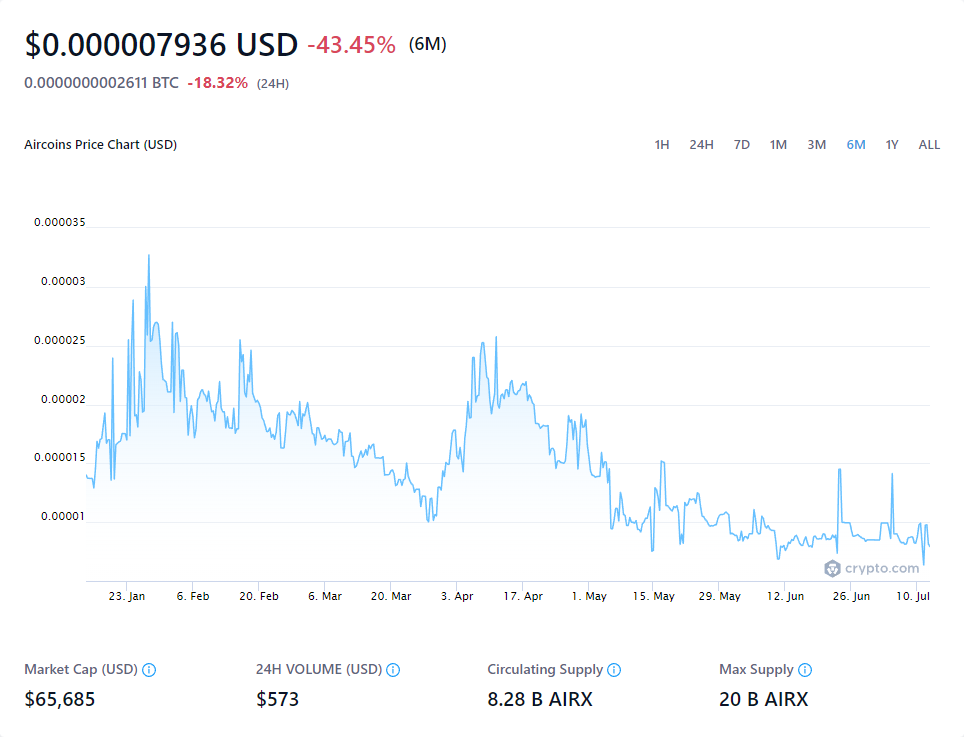 $0.000007936 USD -43.45% (6M)
0.0000000002611 BTC -18.32% (24H)
Aircoins Price Chart (USD) 1H 24H 7D 1M 3M 6M 1Y ALL
0.000035
0.00003
0.000025
0.00002
0.000015
0.00001
crypto.com
23. Jan 6. Feb 20. Feb 6. Mar 20. Mar 3. Apr 17. Apr 1. May 15. May 29. May 12. Jun 26. Jun 10. Jul
Market Cap (USD) 24H VOLUME (USD) Circulating Supply Max Supply
$65,685 $573 8.28 B AIRX 20 B AIRX